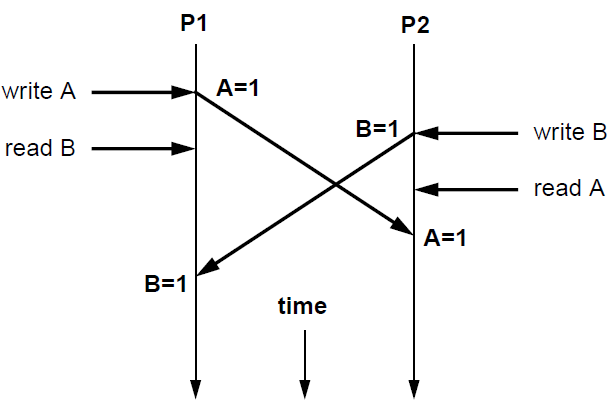 P1
P2
write A
A=1
B=1
write B
read B
read A
A=1
B=1
time